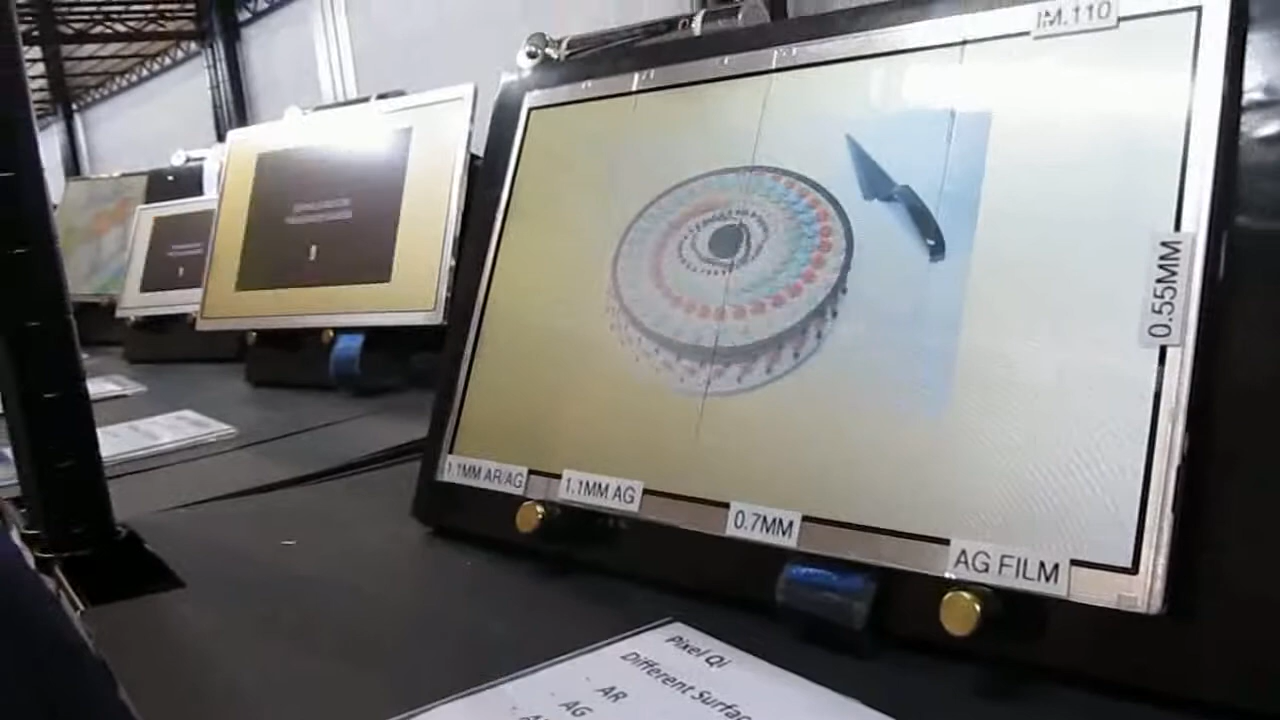 IM.110
0.55MM
1.1MM AR/AG
1.1MM AG
0.7MM
AG FILM
Pixel Qi
Different Surfac
- AR
- AG